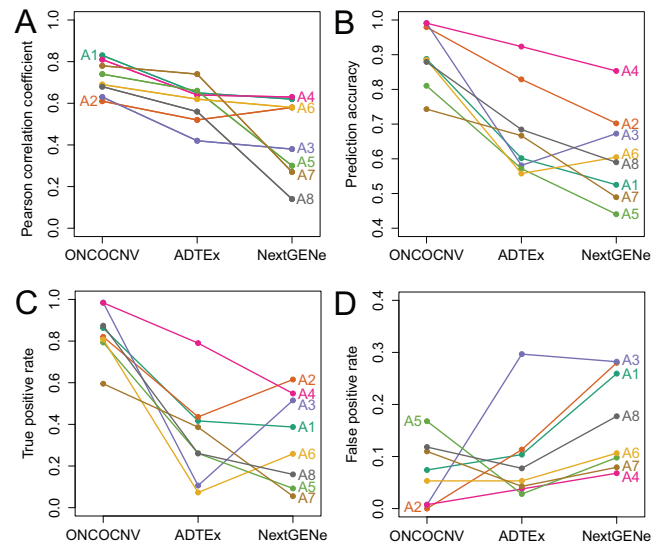 A
Pearson correlation coefficient
1.0
0.8
0.6
0.4
0.2
0.0
A1
A2
A4
A6
A3
A5
A7
A8
ONCOCNV ADTEx NextGENe
B
Prediction accuracy
1.0
0.9
0.8
0.7
0.6
0.5
0.4
A4
A2
A3
A8
A6
A1
A7
A5
ONCOCNV ADTEx NextGENe
C
True positive rate
1.0
0.8
0.6
0.4
0.2
0.0
A2
A4
A3
A1
A6
A8
A5
A7
ONCOCNV ADTEx NextGENe
D
False positive rate
0.4
0.3
0.2
0.1
0.0
A5
A2
A3
A1
A8
A6
A7
A4
ONCOCNV ADTEx NextGENe